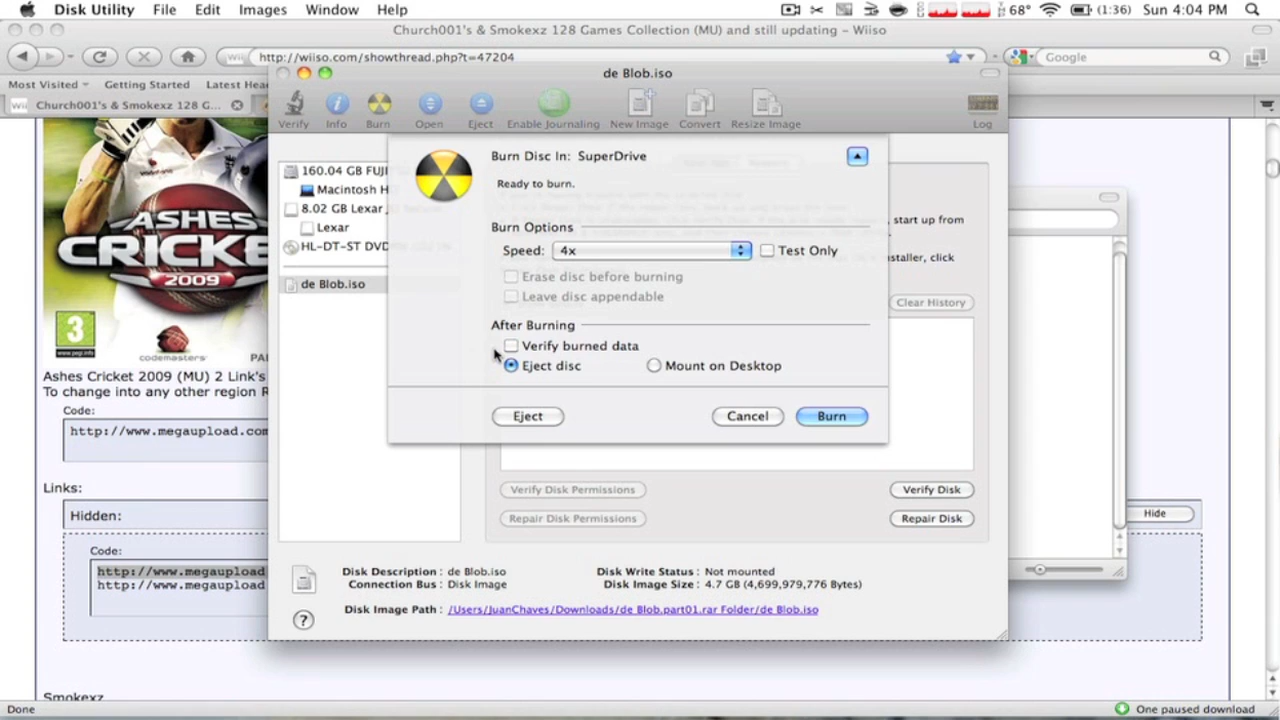 Disk Utility File Edit Images Window Help 68° (1:36) Sun 4:04 PM
Church001's & Smokexz 128 Games Collection (MU) and still updating – Wiiso
http://wiiso.com/showthread.php?t=47204
Google
Most Visited Getting Started Latest Hea
Church001's & Smokexz 128 G...
de Blob.iso
Verify Info Burn Open Eject Enable Journaling New Image Convert Resize Image Log
160.04 GB FUJI
Macintosh H
8.02 GB Lexar
Lexar
HL-DT-ST DVD
de Blob.iso
Burn Disc In: SuperDrive
Ready to burn.
Burn Options
Speed: 4x Test Only
Erase disc before burning
Leave disc appendable
After Burning
Verify burned data
Eject disc Mount on Desktop
Eject Cancel Burn
, start up from
installer, click
Clear History
Verify Disk Permissions Verify Disk
Repair Disk Permissions Repair Disk
Disk Description : de Blob.iso
Connection Bus : Disk Image
Disk Write Status : Not mounted
Disk Image Size : 4.7 GB (4,699,979,776 Bytes)
Disk Image Path : /Users/JuanChaves/Downloads/de Blob.part01.rar Folder/de Blob.iso
?
vodafone
ASHES
CRICKE
2009
3
www.pegi.info
codemasters
PA
Ashes Cricket 2009 (MU) 2 Link's
To change into any other region R
Code:
http://www.megaupload.com
Links:
Hidden:
Hide
Code:
http://www.megaupload
http://www.megaupload
Smokexz
Done
One paused download